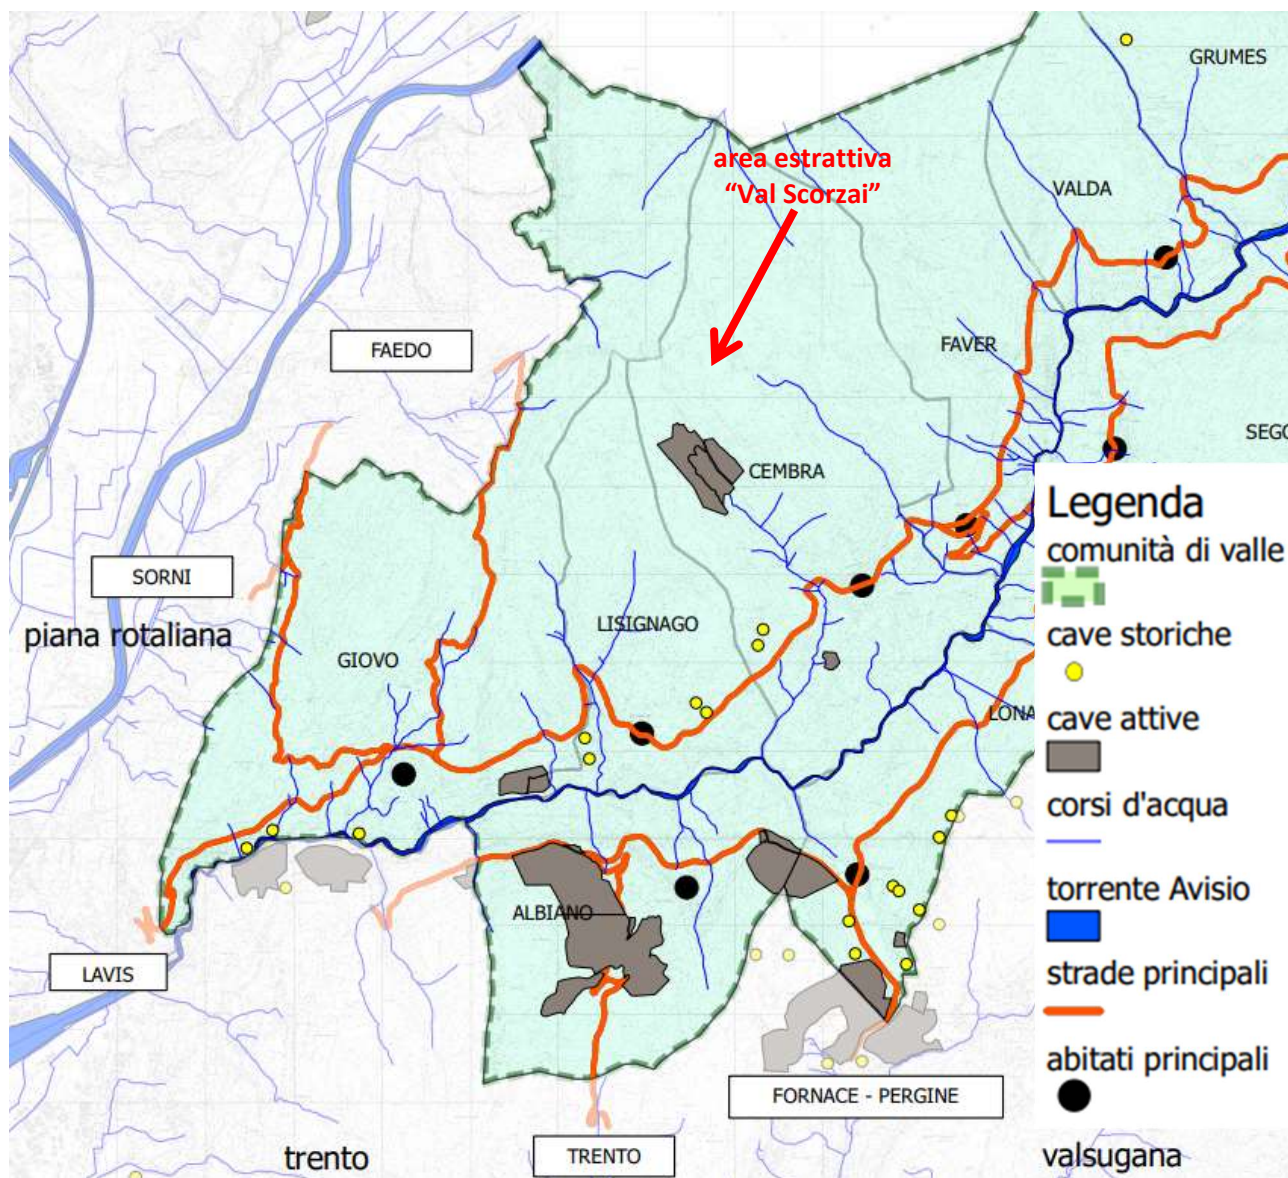 GRUMES
area estrattiva
“Val Scorzai”
VALDA
FAEDO
FAVER
SEGO
CEMBRA
SORNI
piana rotaliana
LISIGNAGO
GIOVO
LONA
ALBIANO
LAVIS
FORNACE - PERGINE
TRENTO
trento
Legenda
comunità di valle
cave storiche
cave attive
corsi d'acqua
torrente Avisio
strade principali
abitati principali
valsugana